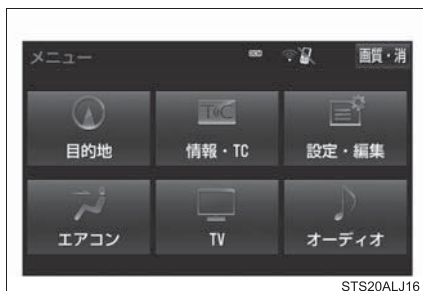 メニュー 画質・消
TC
目的地 情報・TC 設定・編集
エアコン TV オーディオ
STS20ALJ16